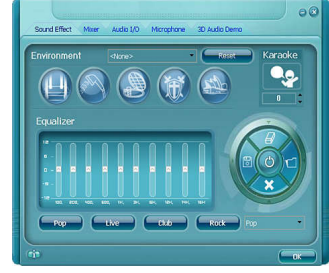 Sound Effect Mixer Audio I/O Microphone 3D Audio Demo
Environment <None> Reset Karaoke
0
Equalizer
Pop Live Club Rock Pop
OK